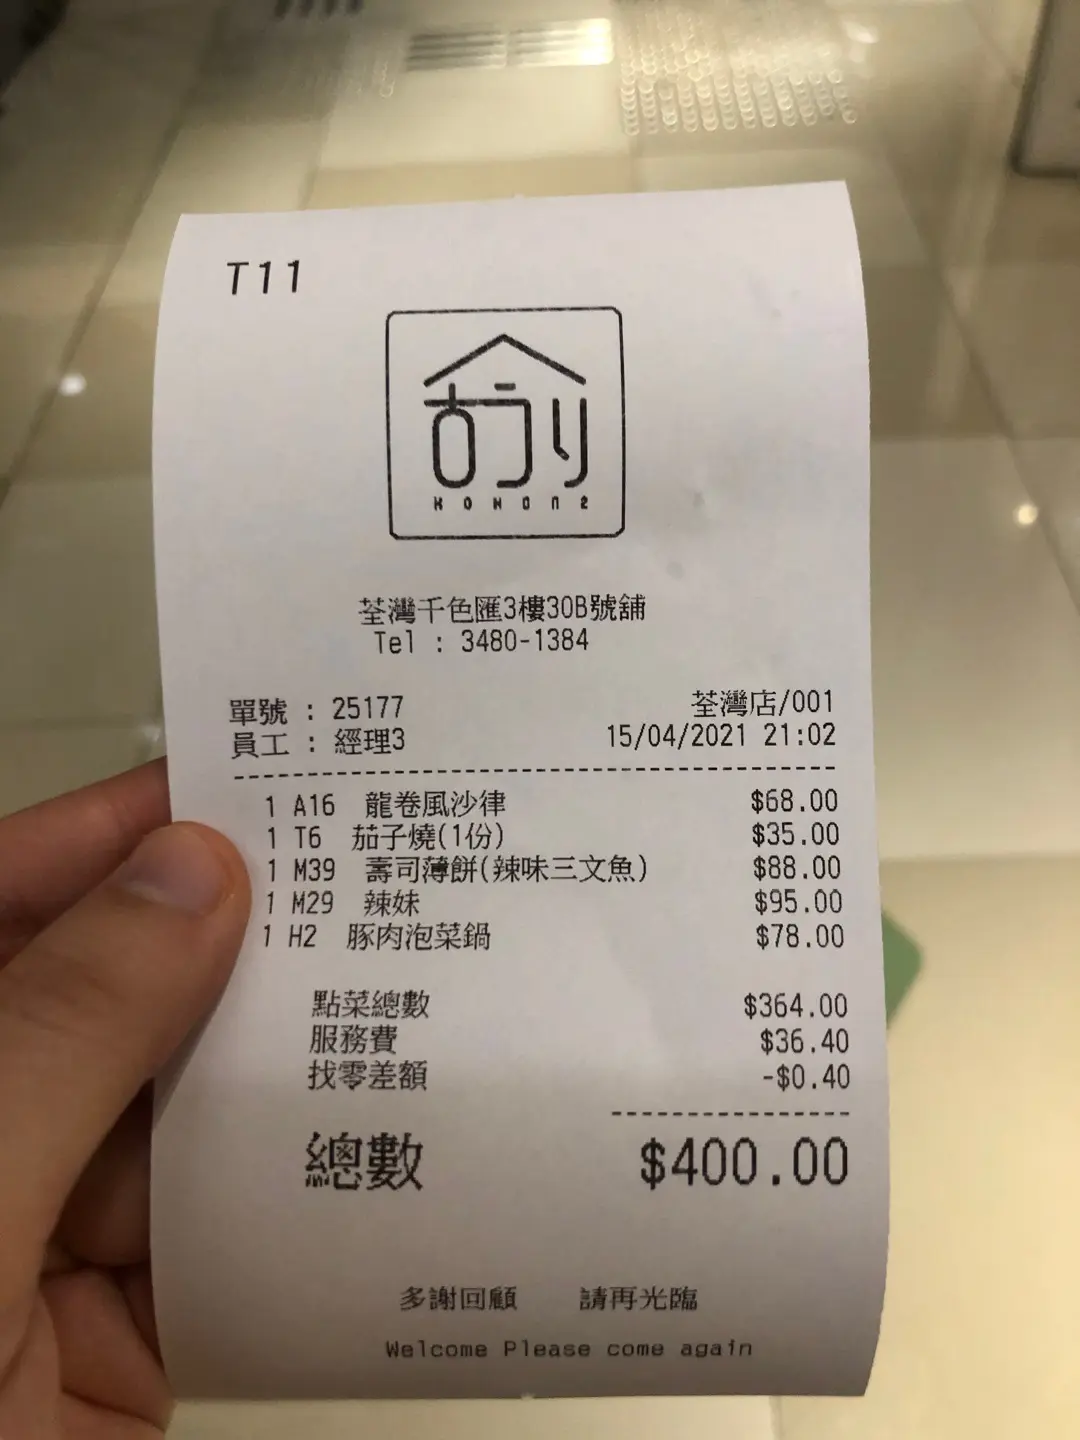 T11
荃灣千色匯3樓30B號舖
Tel : 3480-1384
單號 : 25177 荃灣店/001
員工 : 經理3 15/04/2021 21:02
1 A16 龍卷風沙律 $68.00
1 T6 茄子燒(1份) $35.00
1 M39 壽司薄餅(辣味三文魚) $88.00
1 M29 辣妹 $95.00
1 H2 豚肉泡菜鍋 $78.00
點菜總數 $364.00
服務費 $36.40
找零差額 -$0.40
總數 $400.00
多謝回顧 請再光臨
Welcome Please come again